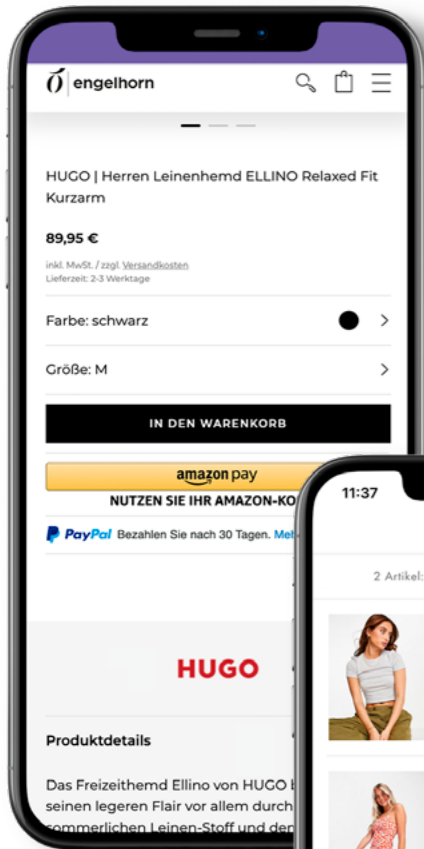 engelhorn
HUGO | Herren Leinenhemd ELLINO Relaxed Fit
Kurzarm
89,95 €
inkl. MwSt. / zzgl. Versandkosten
Lieferzeit: 2-3 Werktage
Farbe: schwarz
Größe: M
IN DEN WARENKORB
amazon pay
NUTZEN SIE IHR AMAZON-KO
PayPal Bezahlen Sie nach 30 Tagen.
11:37
2 Artikel:
HUGO
Produktdetails
Das Freizeithemd Ellino von HUGO
seinen legeren Flair vor allem durch
sommerlichen Leinen-Stoff und der